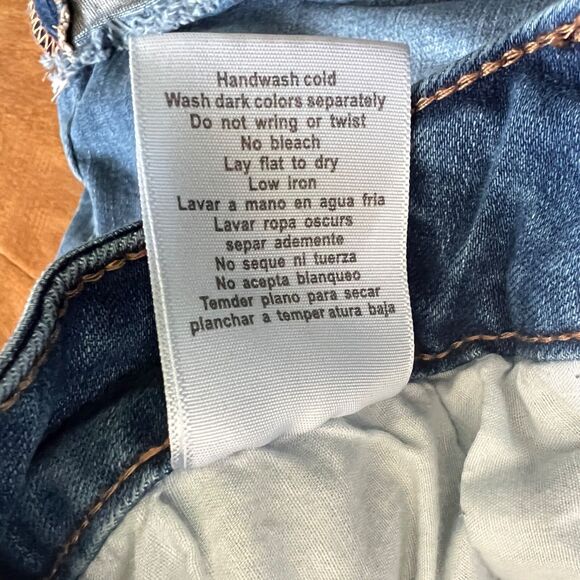 Handwash cold
Wash dark colors separately
Do not wring or twist
No bleach
Lay flat to dry
Low iron
Lavar a mano en agua fria
Lavar ropa oscurs
separ ademente
No seque ni fuerza
No acepta blanqueo
Temder plano para secar
planchar a temper atura baja